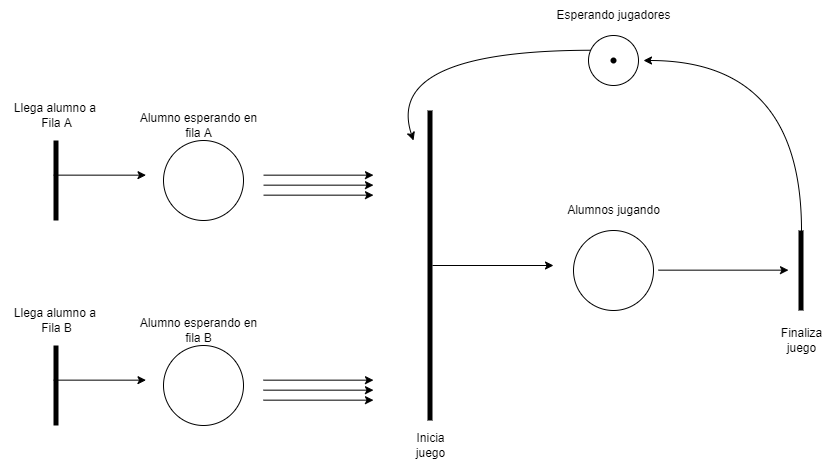 Esperando jugadores
Llega alumno a
Fila A
Alumno esperando en
fila A
Alumnos jugando
Llega alumno a
Fila B
Alumno esperando en
fila B
Finaliza
juego
Inicia
juego